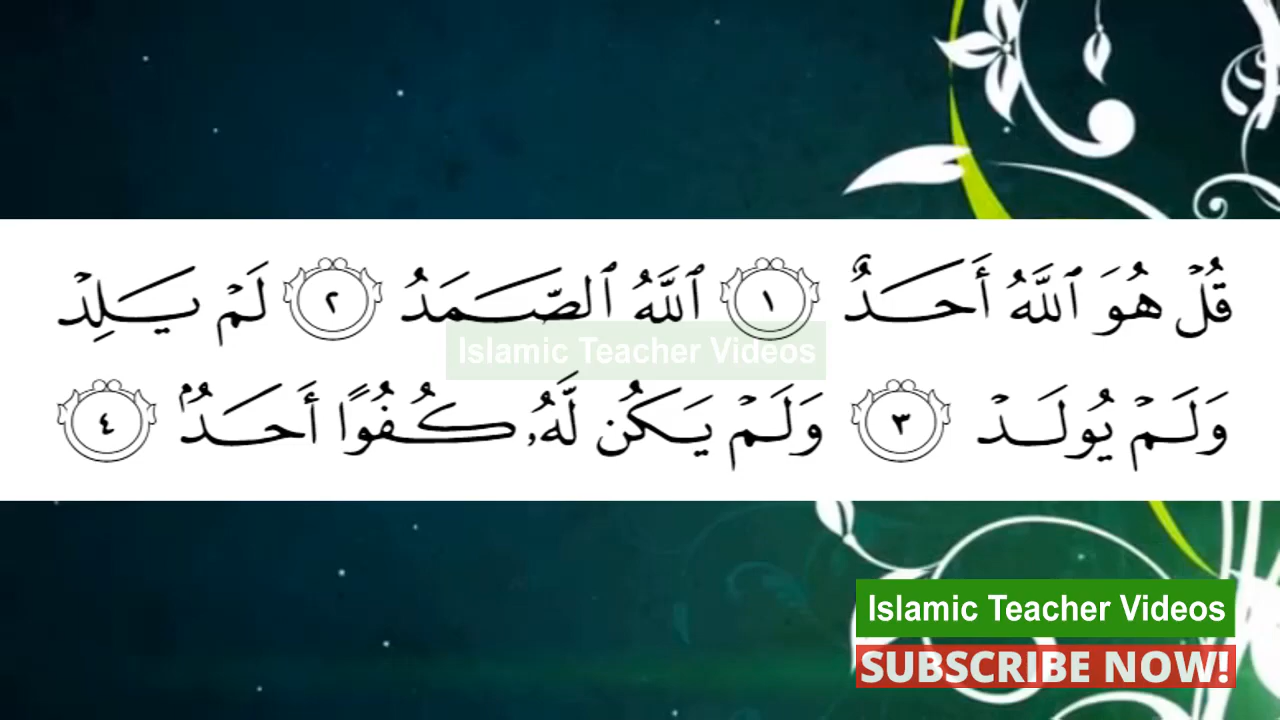 قُلْ هُوَ ٱللَّهُ أَحَدٌ ١ ٱللَّهُ ٱلصَّمَدُ ٢ لَمْ يَلِدْ
Islamic Teacher Videos
وَلَمْ يُولَدْ ٣ وَلَمْ يَكُن لَّهُۥ كُفُوًا أَحَدٌۢ ٤
Islamic Teacher Videos
SUBSCRIBE NOW!